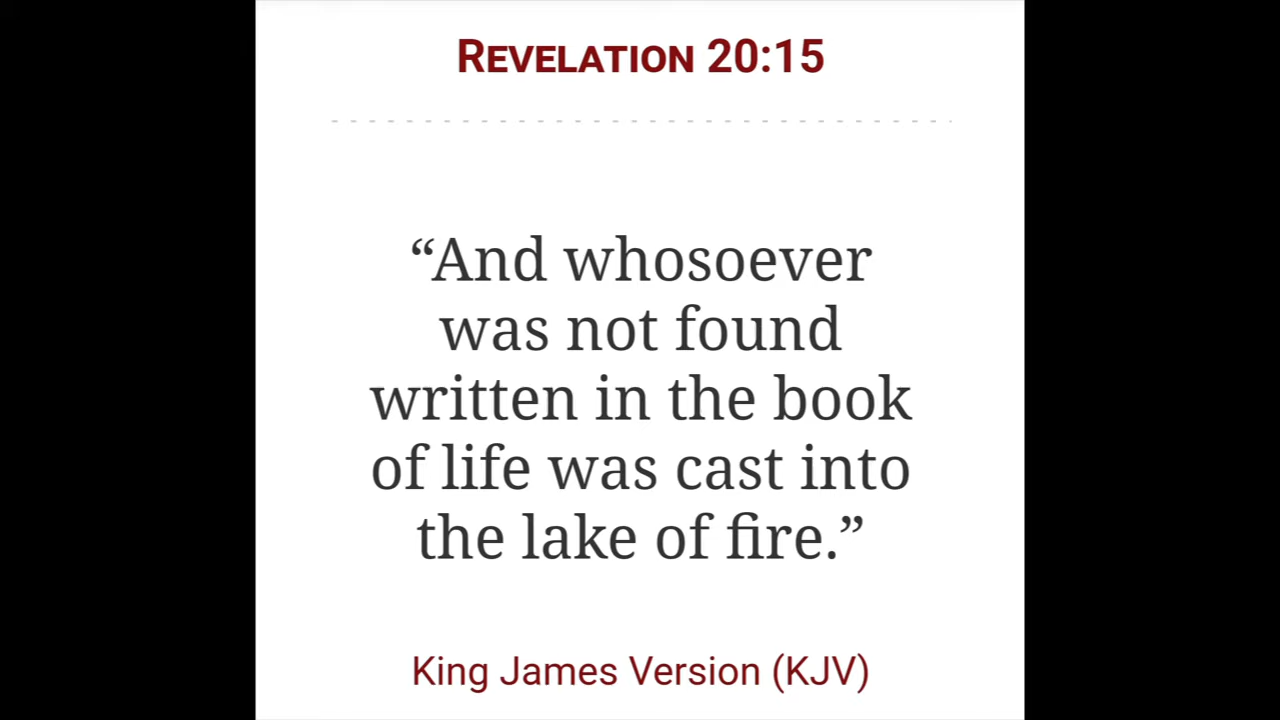 REVELATION 20:15
“And whosoever
was not found
written in the book
of life was cast into
the lake of fire.”
King James Version (KJV)